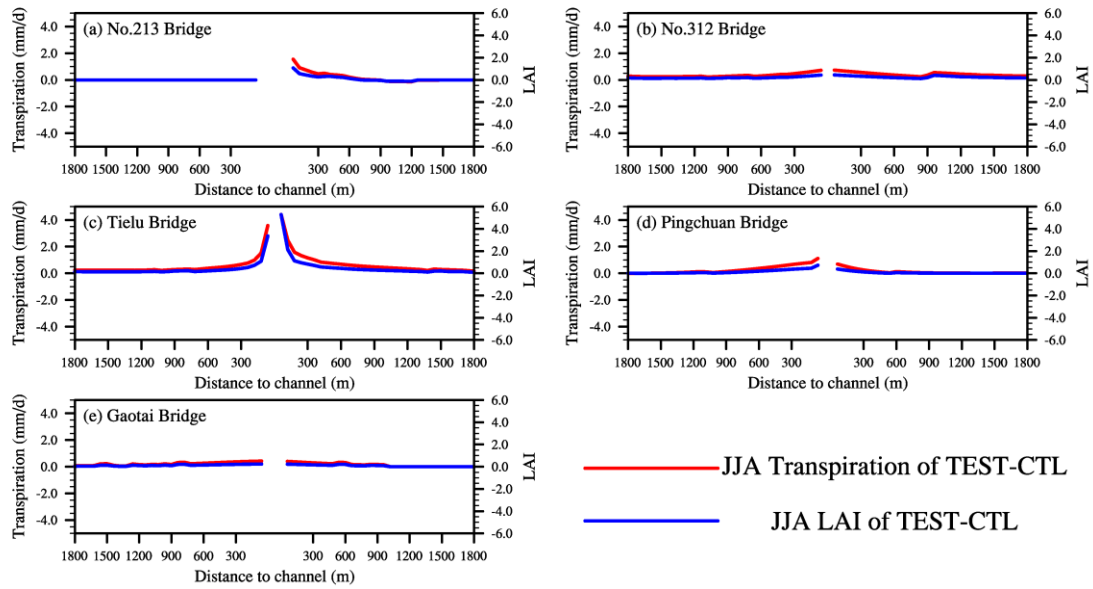 (a) No.213 Bridge
Transpiration (mm/d)
4.0
2.0
0.0
-2.0
-4.0
6.0
4.0
2.0
0.0
-2.0
-4.0
-6.0
LAI
1800 1500 1200 900 600 300 300 600 900 1200 1500 1800
Distance to channel (m)
(b) No.312 Bridge
Transpiration (mm/d)
4.0
2.0
0.0
-2.0
-4.0
6.0
4.0
2.0
0.0
-2.0
-4.0
-6.0
LAI
1800 1500 1200 900 600 300 300 600 900 1200 1500 1800
Distance to channel (m)
(c) Tielu Bridge
Transpiration (mm/d)
4.0
2.0
0.0
-2.0
-4.0
6.0
4.0
2.0
0.0
-2.0
-4.0
-6.0
LAI
1800 1500 1200 900 600 300 300 600 900 1200 1500 1800
Distance to channel (m)
(d) Pingchuan Bridge
Transpiration (mm/d)
4.0
2.0
0.0
-2.0
-4.0
6.0
4.0
2.0
0.0
-2.0
-4.0
-6.0
LAI
1800 1500 1200 900 600 300 300 600 900 1200 1500 1800
Distance to channel (m)
(e) Gaotai Bridge
Transpiration (mm/d)
4.0
2.0
0.0
-2.0
-4.0
6.0
4.0
2.0
0.0
-2.0
-4.0
-6.0
LAI
1800 1500 1200 900 600 300 300 600 900 1200 1500 1800
Distance to channel (m)
JJA Transpiration of TEST-CTL
JJA LAI of TEST-CTL